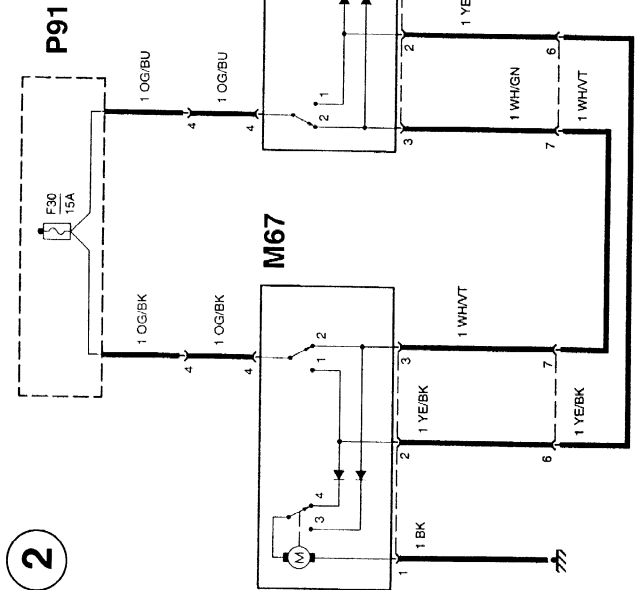 P91
F30
15A
1 OG/BU
1 OG/BU
4
4
1
2
2
3
1 YE
6
1 WH/GN
7
1 WH/VT
1 OG/BK
1 OG/BK
4
4
M67
2
1
3
1 WH/VT
7
2
1 YE/BK
6
1 YE/BK
4
3
M
1
1 BK
2